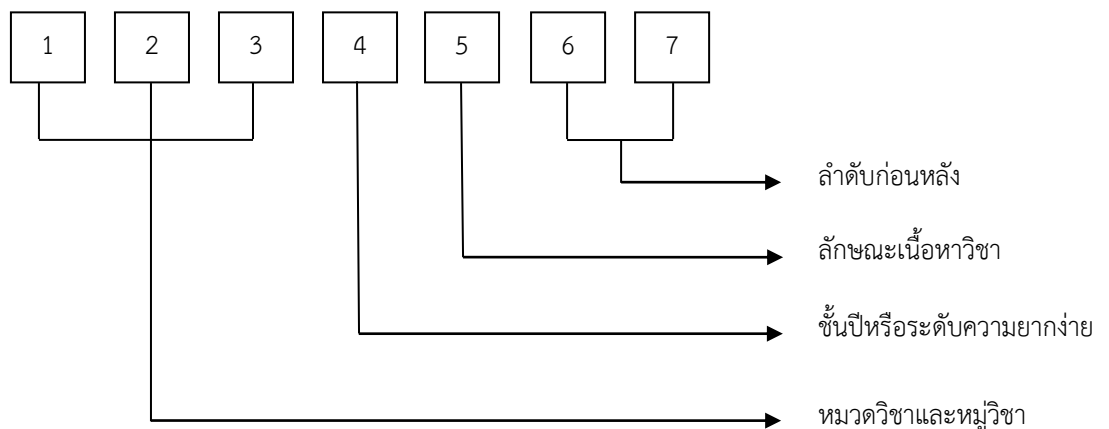 1 2 3 4 5 6 7
ลำดับก่อนหลัง
ลักษณะเนื้อหาวิชา
ชั้นปีหรือระดับความยากง่าย
หมวดวิชาและหมู่วิชา